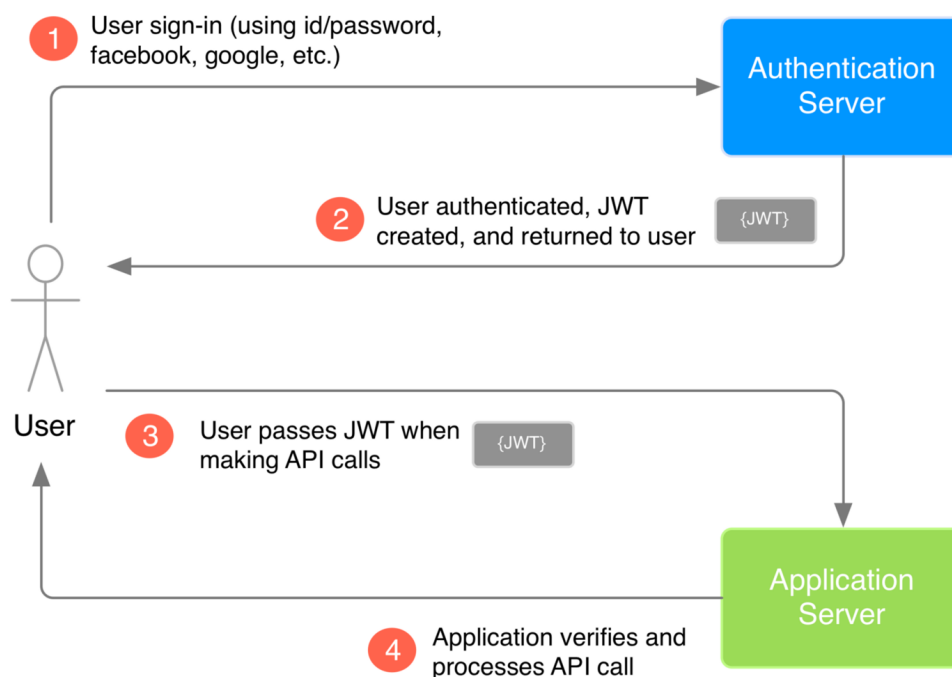 1
User sign-in (using id/password,
facebook, google, etc.)
Authentication
Server
2
User authenticated, JWT
created, and returned to user
{JWT}
User
3
User passes JWT when
making API calls
{JWT}
Application
Server
4
Application verifies and
processes API call